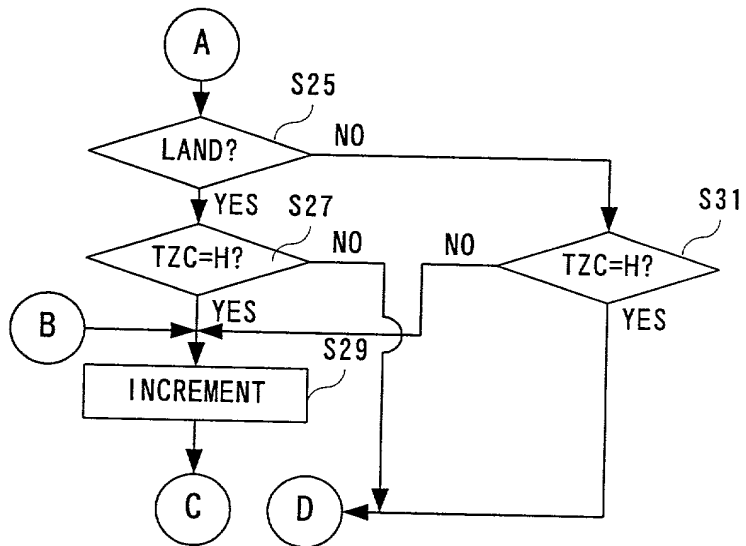 A
S25
LAND?
NO
YES
S27
S31
TZC=H?
NO
NO
TZC=H?
YES
YES
B
S29
INCREMENT
C
D